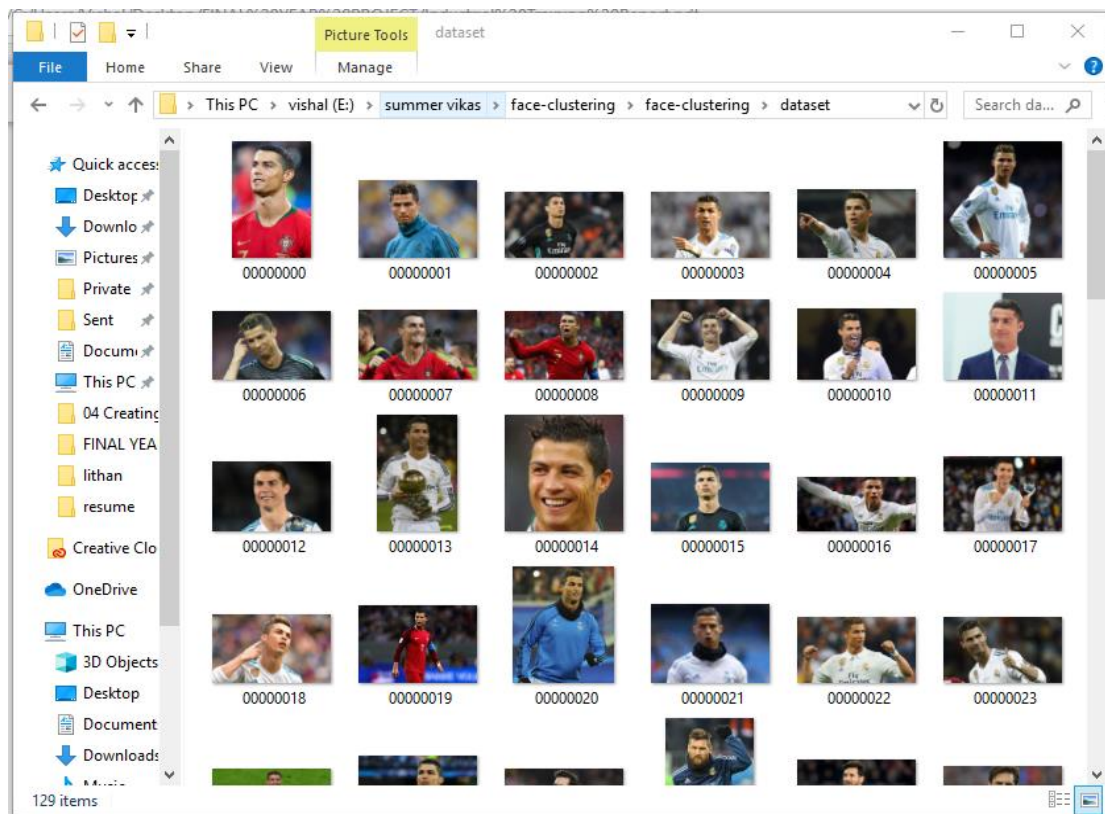 Picture Tools
dataset
File
Home
Share
View
Manage
This PC
vishal (E:)
summer vikas
face-clustering
face-clustering
dataset
Search da...
Quick access
Desktop
Downlo
Pictures
Private
Sent
Docum
This PC
04 Creating
FINAL YEA
lithan
resume
Creative Clo
OneDrive
This PC
3D Objects
Desktop
Document
Downloads
00000000
00000001
00000002
00000003
00000004
00000005
00000006
00000007
00000008
00000009
00000010
00000011
00000012
00000013
00000014
00000015
00000016
00000017
00000018
00000019
00000020
00000021
00000022
00000023
129 items